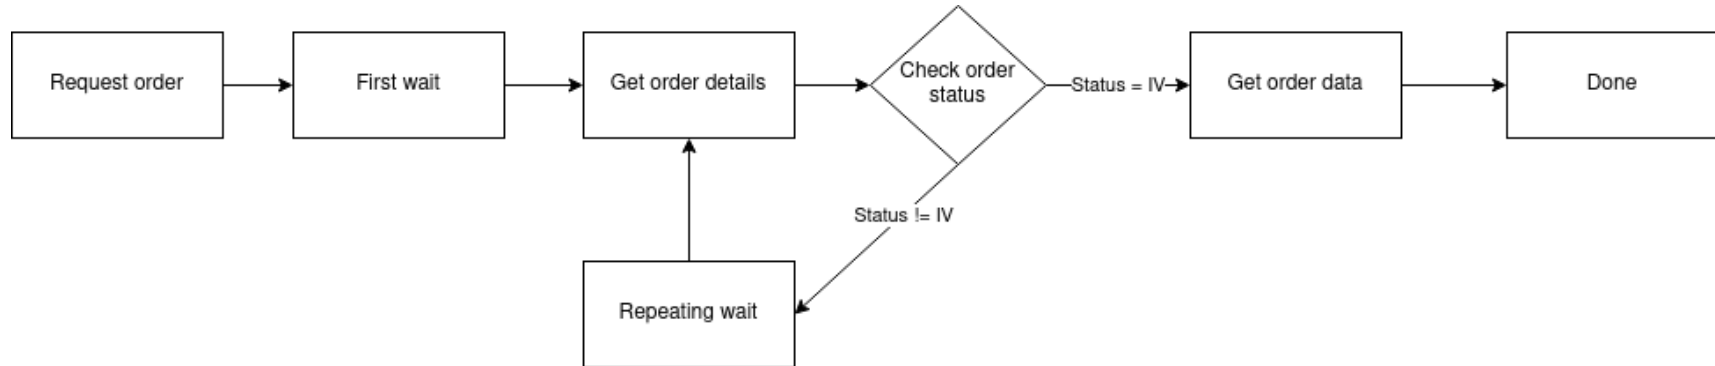 Request order
First wait
Get order details
Check order
status
Status = IV
Get order data
Done
Status != IV
Repeating wait